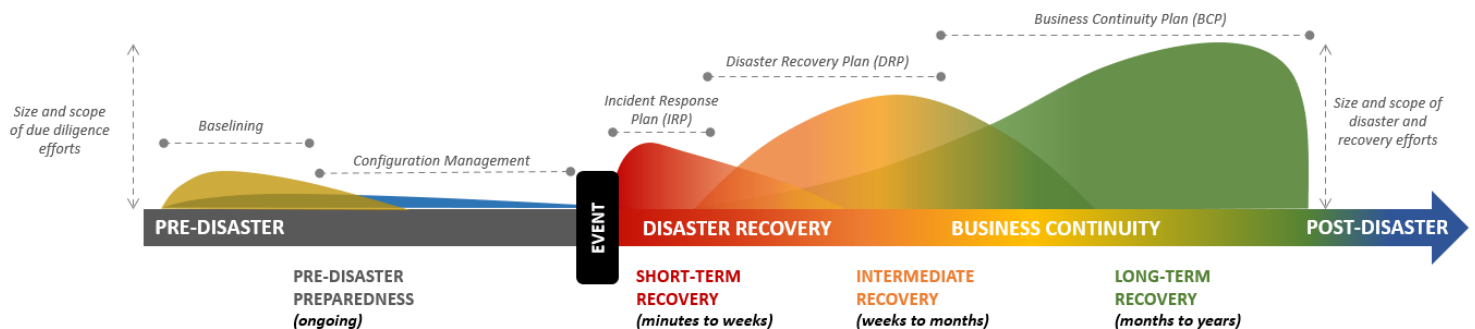 Business Continuity Plan (BCP)
Disaster Recovery Plan (DRP)
Size and scope
of due diligence
efforts
Baselining
Configuration Management
Incident Response
Plan (IRP)
Size and scope of
disaster and
recovery efforts
PRE-DISASTER
EVENT
DISASTER RECOVERY
BUSINESS CONTINUITY
POST-DISASTER
PRE-DISASTER
PREPAREDNESS
(ongoing)
SHORT-TERM
RECOVERY
(minutes to weeks)
INTERMEDIATE
RECOVERY
(weeks to months)
LONG-TERM
RECOVERY
(months to years)